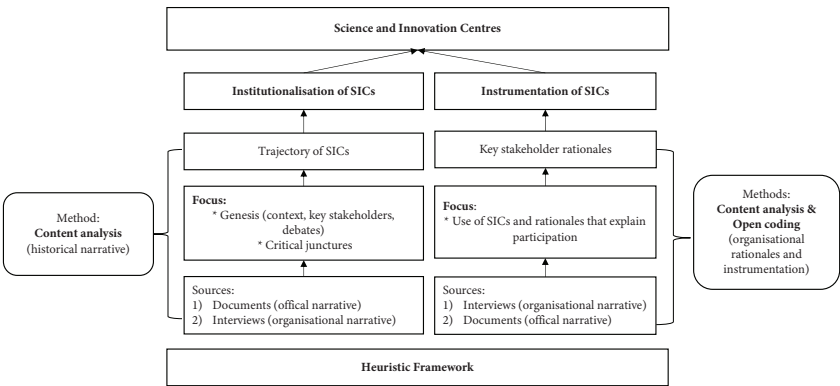 Science and Innovation Centres
Institutionalisation of SICs
Instrumentation of SICs
Trajectory of SICs
Key stakeholder rationales
Method:
Content analysis
(historical narrative)
Focus:
* Genesis (context, key stakeholders,
debates)
* Critical junctures
Focus:
* Use of SICs and rationales that explain
participation
Methods:
Content analysis &
Open coding
(organisational
rationales and
instrumentation)
Sources:
1) Documents (offical narrative)
2) Interviews (organisational narrative)
Sources:
1) Interviews (organisational narrative)
2) Documents (offical narrative)
Heuristic Framework